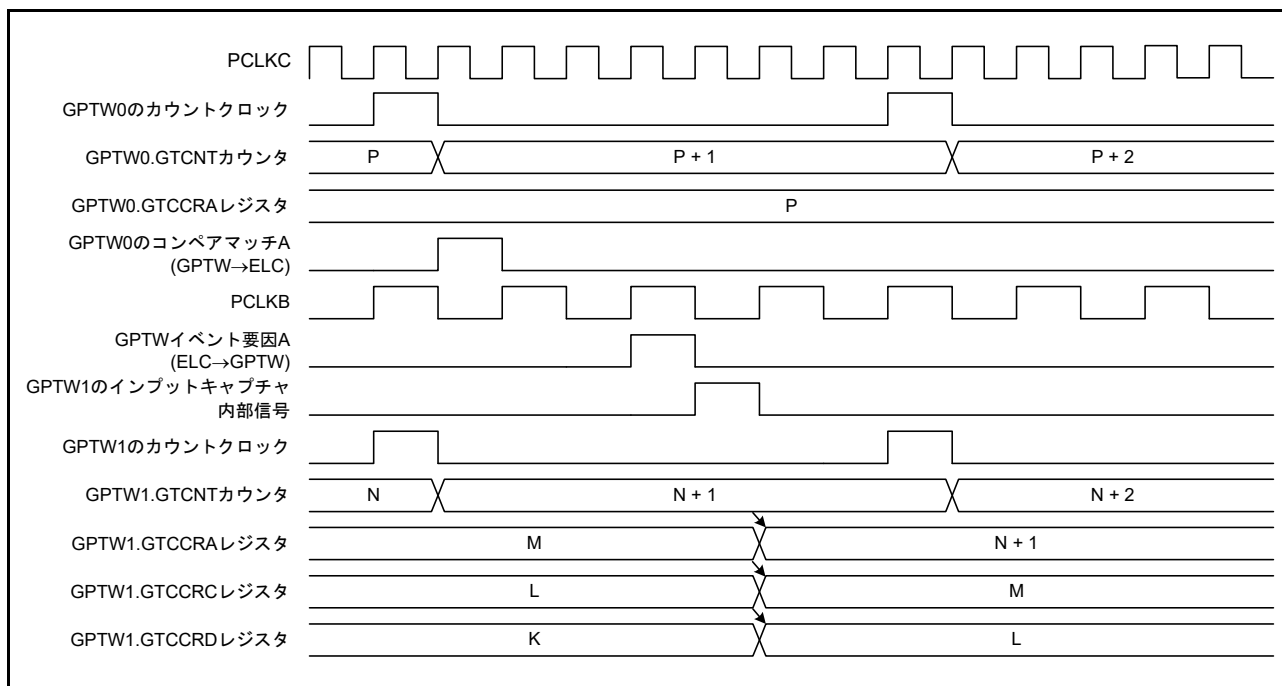 PCLKC
GPTW0のカウントクロック
GPTW0.GTCNTカウンタ
P
P + 1
P + 2
GPTW0.GTCCRAレジスタ
P
GPTW0のコンペアマッチA
(GPTW→ELC)
PCLKB
GPTWイベント要因A
(ELC→GPTW)
GPTW1のインプットキャプチャ
内部信号
GPTW1のカウントクロック
GPTW1.GTCNTカウンタ
N
N + 1
N + 2
GPTW1.GTCCRAレジスタ
M
N + 1
GPTW1.GTCCRCレジスタ
L
M
GPTW1.GTCCRDレジスタ
K
L